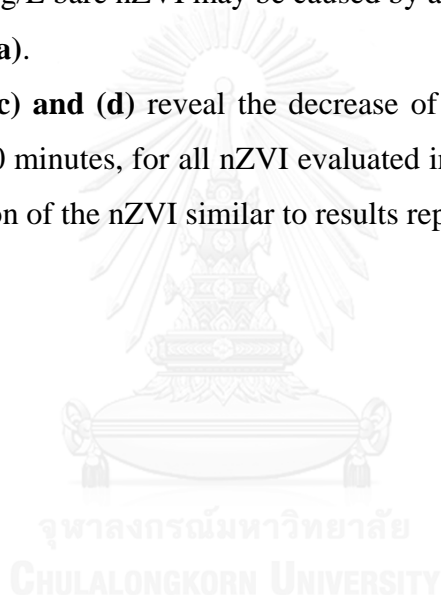 g/L bare nZVI may be caused by a
a).
c) and (d) reveal the decrease of
0 minutes, for all nZVI evaluated i
on of the nZVI similar to results rep
จุฬาลงกรณ์มหาวิทยาลัย
CHULALONGKORN UNIVERSITY